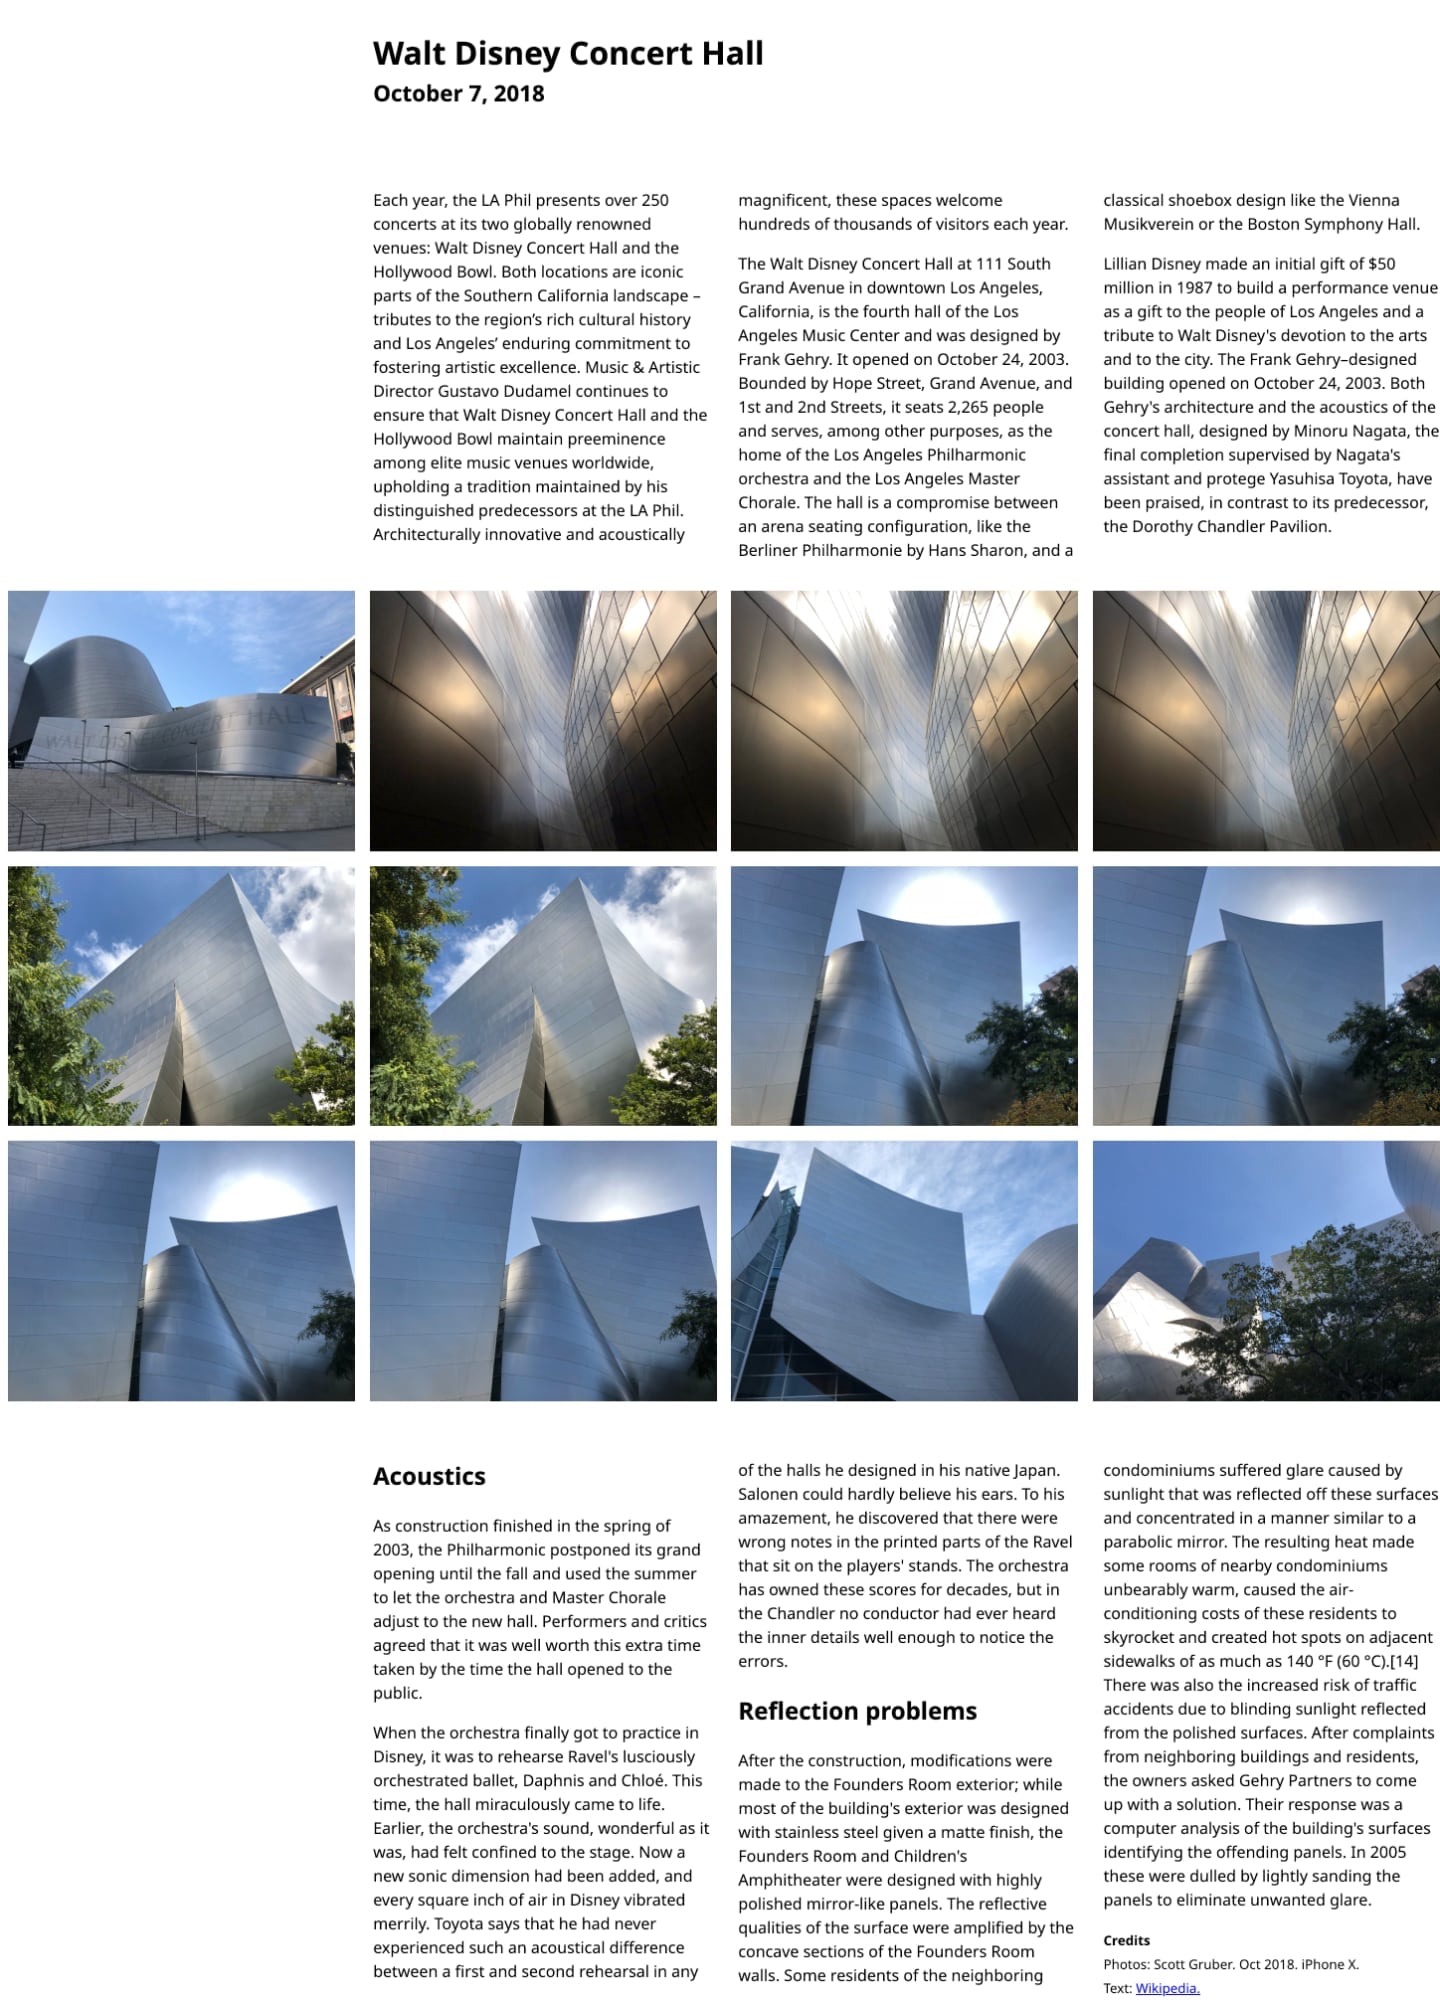 Walt Disney Concert Hall
October 7, 2018
Each year, the LA Phil presents over 250
concerts at its two globally renowned
venues: Walt Disney Concert Hall and the
Hollywood Bowl. Both locations are iconic
parts of the Southern California landscape –
tributes to the region’s rich cultural history
and Los Angeles’ enduring commitment to
fostering artistic excellence. Music & Artistic
Director Gustavo Dudamel continues to
ensure that Walt Disney Concert Hall and the
Hollywood Bowl maintain preeminence
among elite music venues worldwide,
upholding a tradition maintained by his
distinguished predecessors at the LA Phil.
Architecturally innovative and acoustically
magnificent, these spaces welcome
hundreds of thousands of visitors each year.
The Walt Disney Concert Hall at 111 South
Grand Avenue in downtown Los Angeles,
California, is the fourth hall of the Los
Angeles Music Center and was designed by
Frank Gehry. It opened on October 24, 2003.
Bounded by Hope Street, Grand Avenue, and
1st and 2nd Streets, it seats 2,265 people
and serves, among other purposes, as the
home of the Los Angeles Philharmonic
orchestra and the Los Angeles Master
Chorale. The hall is a compromise between
an arena seating configuration, like the
Berliner Philharmonie by Hans Sharon, and a
classical shoebox design like the Vienna
Musikverein or the Boston Symphony Hall.
Lillian Disney made an initial gift of $50
million in 1987 to build a performance venue
as a gift to the people of Los Angeles and a
tribute to Walt Disney's devotion to the arts
and to the city. The Frank Gehry–designed
building opened on October 24, 2003. Both
Gehry's architecture and the acoustics of the
concert hall, designed by Minoru Nagata, the
final completion supervised by Nagata's
assistant and protege Yasuhisa Toyota, have
been praised, in contrast to its predecessor,
the Dorothy Chandler Pavilion.
WALT DISNEY CONCERT HALL
Acoustics
As construction finished in the spring of
2003, the Philharmonic postponed its grand
opening until the fall and used the summer
to let the orchestra and Master Chorale
adjust to the new hall. Performers and critics
agreed that it was well worth this extra time
taken by the time the hall opened to the
public.
When the orchestra finally got to practice in
Disney, it was to rehearse Ravel's lusciously
orchestrated ballet, Daphnis and Chloé. This
time, the hall miraculously came to life.
Earlier, the orchestra's sound, wonderful as it
was, had felt confined to the stage. Now a
new sonic dimension had been added, and
every square inch of air in Disney vibrated
merrily. Toyota says that he had never
experienced such an acoustical difference
between a first and second rehearsal in any
of the halls he designed in his native Japan.
Salonen could hardly believe his ears. To his
amazement, he discovered that there were
wrong notes in the printed parts of the Ravel
that sit on the players' stands. The orchestra
has owned these scores for decades, but in
the Chandler no conductor had ever heard
the inner details well enough to notice the
errors.
Reflection problems
After the construction, modifications were
made to the Founders Room exterior; while
most of the building's exterior was designed
with stainless steel given a matte finish, the
Founders Room and Children's
Amphitheater were designed with highly
polished mirror-like panels. The reflective
qualities of the surface were amplified by the
concave sections of the Founders Room
walls. Some residents of the neighboring
condominiums suffered glare caused by
sunlight that was reflected off these surfaces
and concentrated in a manner similar to a
parabolic mirror. The resulting heat made
some rooms of nearby condominiums
unbearably warm, caused the air-
conditioning costs of these residents to
skyrocket and created hot spots on adjacent
sidewalks of as much as 140 °F (60 °C).[14]
There was also the increased risk of traffic
accidents due to blinding sunlight reflected
from the polished surfaces. After complaints
from neighboring buildings and residents,
the owners asked Gehry Partners to come
up with a solution. Their response was a
computer analysis of the building's surfaces
identifying the offending panels. In 2005
these were dulled by lightly sanding the
panels to eliminate unwanted glare.
Credits
Photos: Scott Gruber. Oct 2018. iPhone X.
Text: Wikipedia.